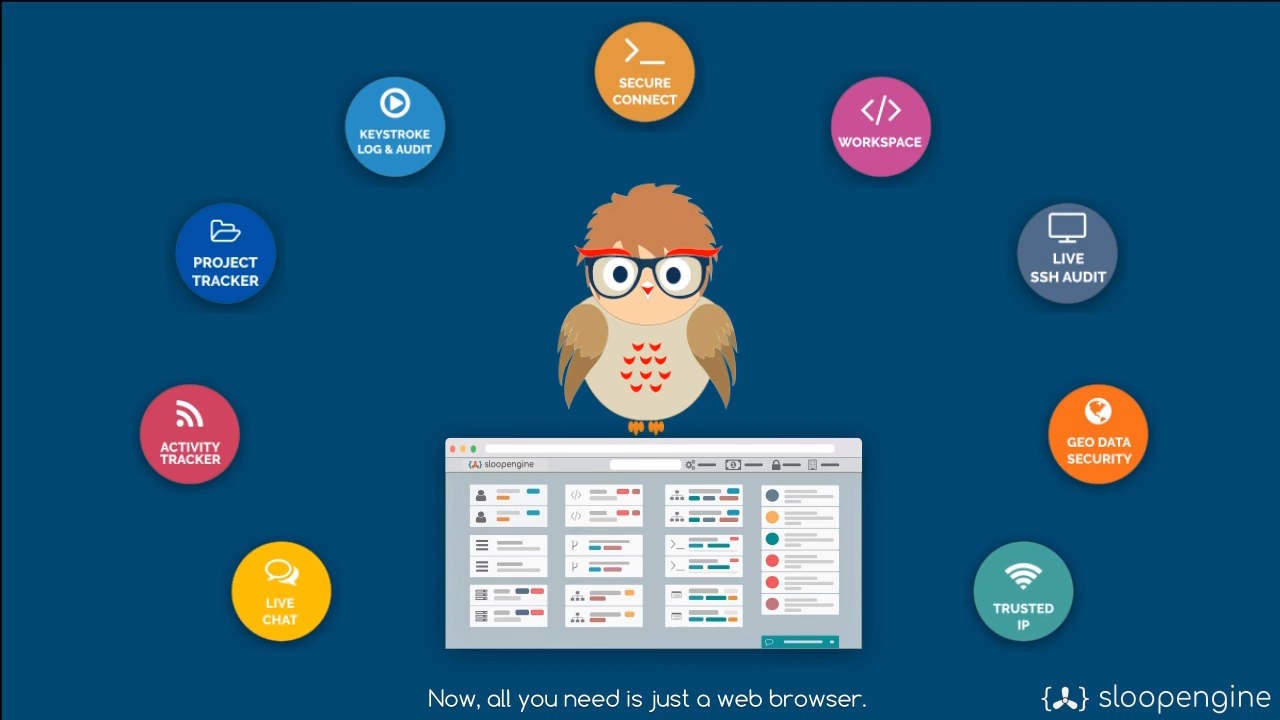 SECURE
CONNECT
KEYSTROKE
LOG & AUDIT
WORKSPACE
PROJECT
TRACKER
LIVE
SSH AUDIT
ACTIVITY
TRACKER
GEO DATA
SECURITY
sloopengine
LIVE
CHAT
TRUSTED
IP
Now, all you need is just a web browser.
{ } sloopengine